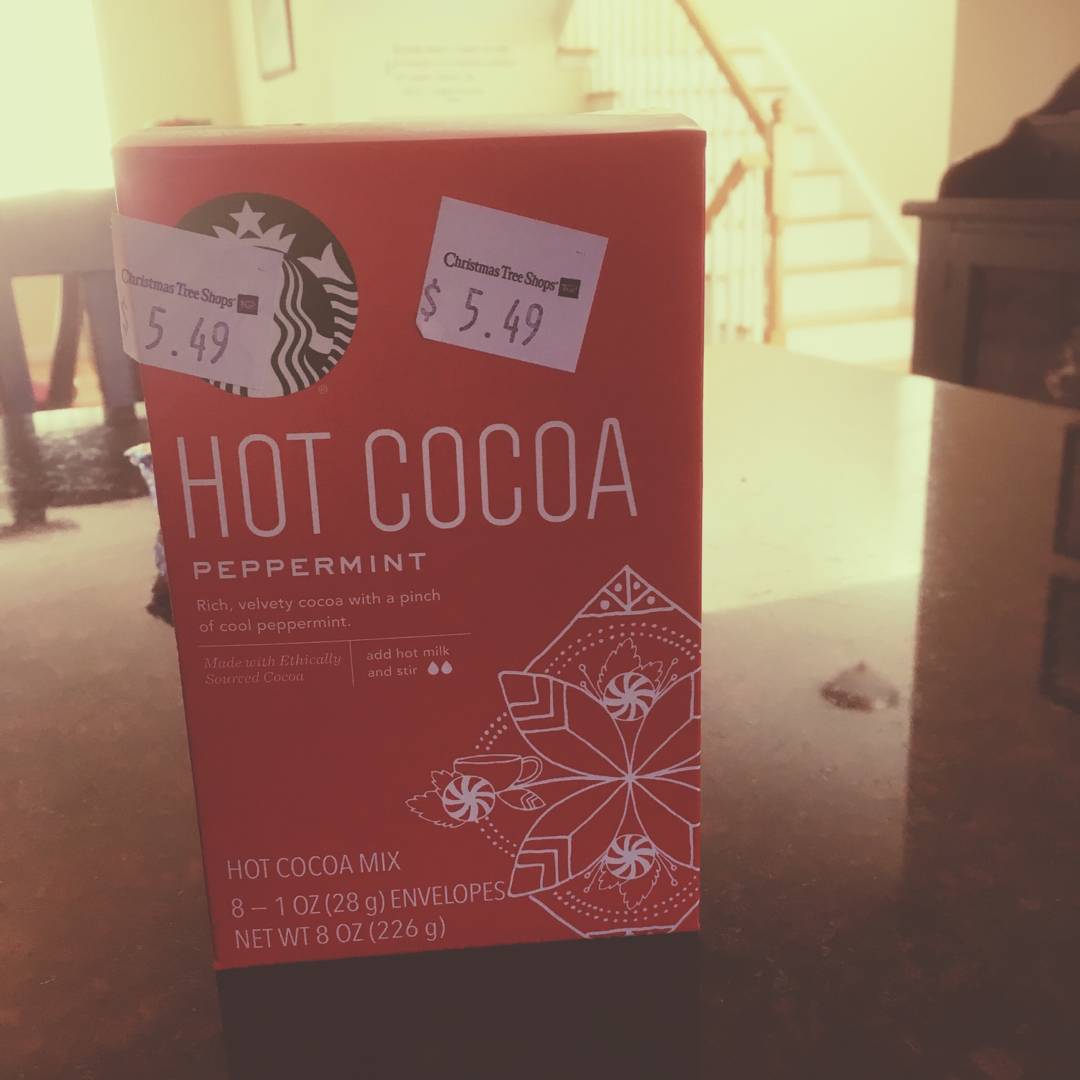 Christmas Tree Shops
$ 5.49
Christmas Tree Shops
$ 5.49
HOT COCOA
PEPPERMINT
Rich, velvety cocoa with a pinch
of cool peppermint.
Made with Ethically
Sourced Cocoa
add hot milk
and stir
HOT COCOA MIX
8 – 1 OZ (28 g) ENVELOPES
NET WT 8 OZ (226 g)